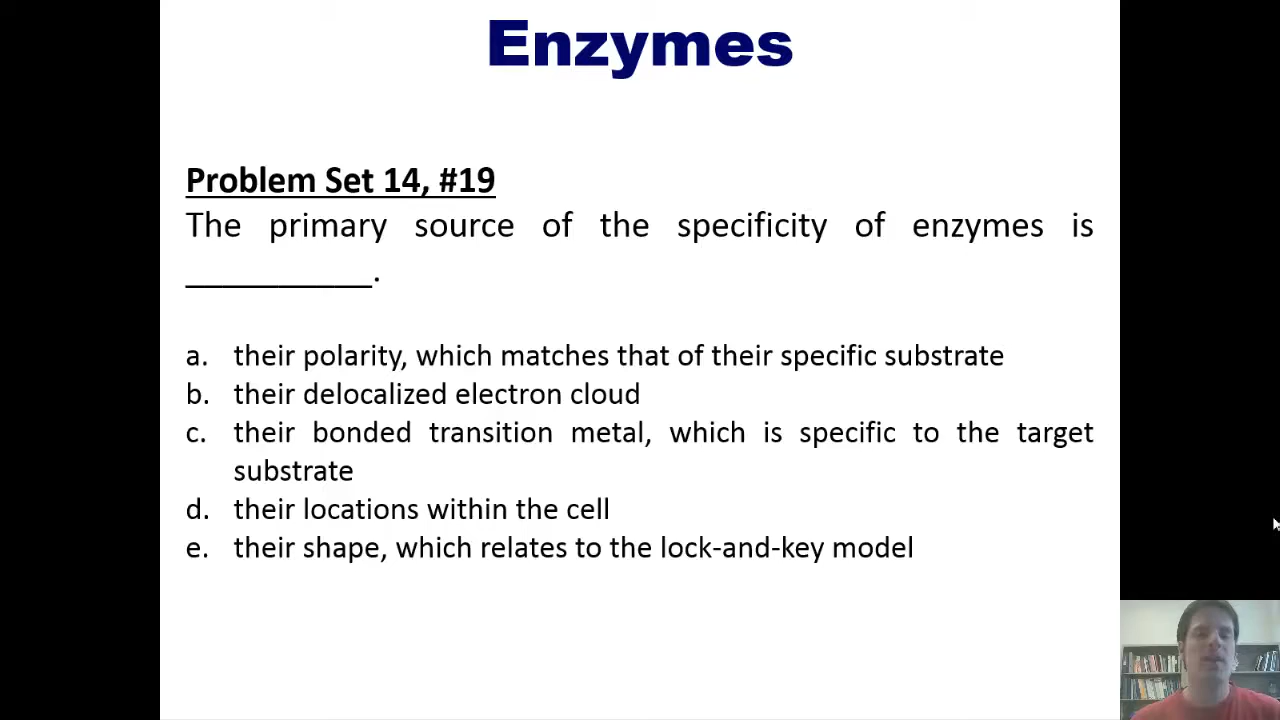 Enzymes
Problem Set 14, #19
The primary source of the specificity of enzymes is
__________.
a. their polarity, which matches that of their specific substrate
b. their delocalized electron cloud
c. their bonded transition metal, which is specific to the target
substrate
d. their locations within the cell
e. their shape, which relates to the lock-and-key model